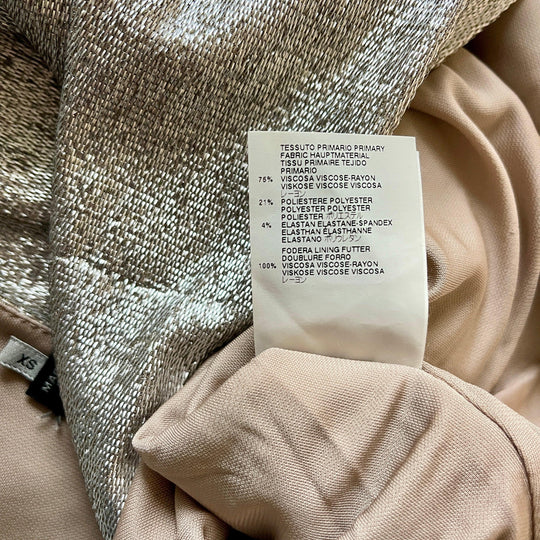 TESSUTO PRIMARIO PRIMARY
FABRIC HAUPTMATERIAL
TISSU PRIMAIRE TEJIDO
PRIMARIO
75% VISCOSA VISCOSE-RAYON
VISKOSE VISCOSE VISCOSA
レーヨン
21% POLIESTERE POLYESTER
POLYESTER POLYESTER
POLIESTER ポリエステル
4% ELASTAN ELASTANE-SPANDEX
ELASTHAN ÉLASTHANNE
ELASTANO ポリウレタン
FODERA LINING FUTTER
DOUBLURE FORRO
100% VISCOSA VISCOSE-RAYON
VISKOSE VISCOSE VISCOSA
レーヨン
XS
MA